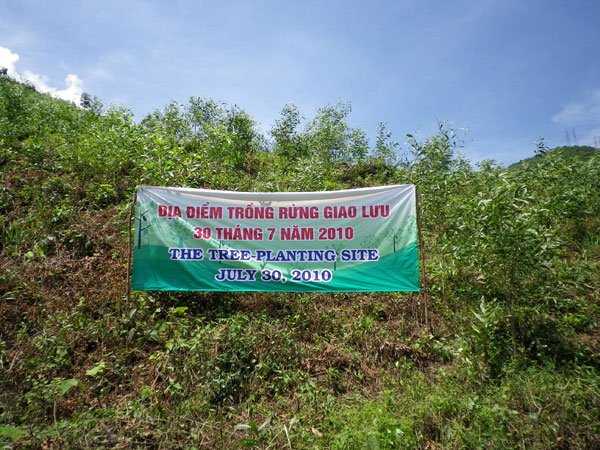 ĐỊA ĐIỂM TRỒNG RỪNG GIAO LƯU
30 THÁNG 7 NĂM 2010
THE TREE-PLANTING SITE
JULY 30, 2010